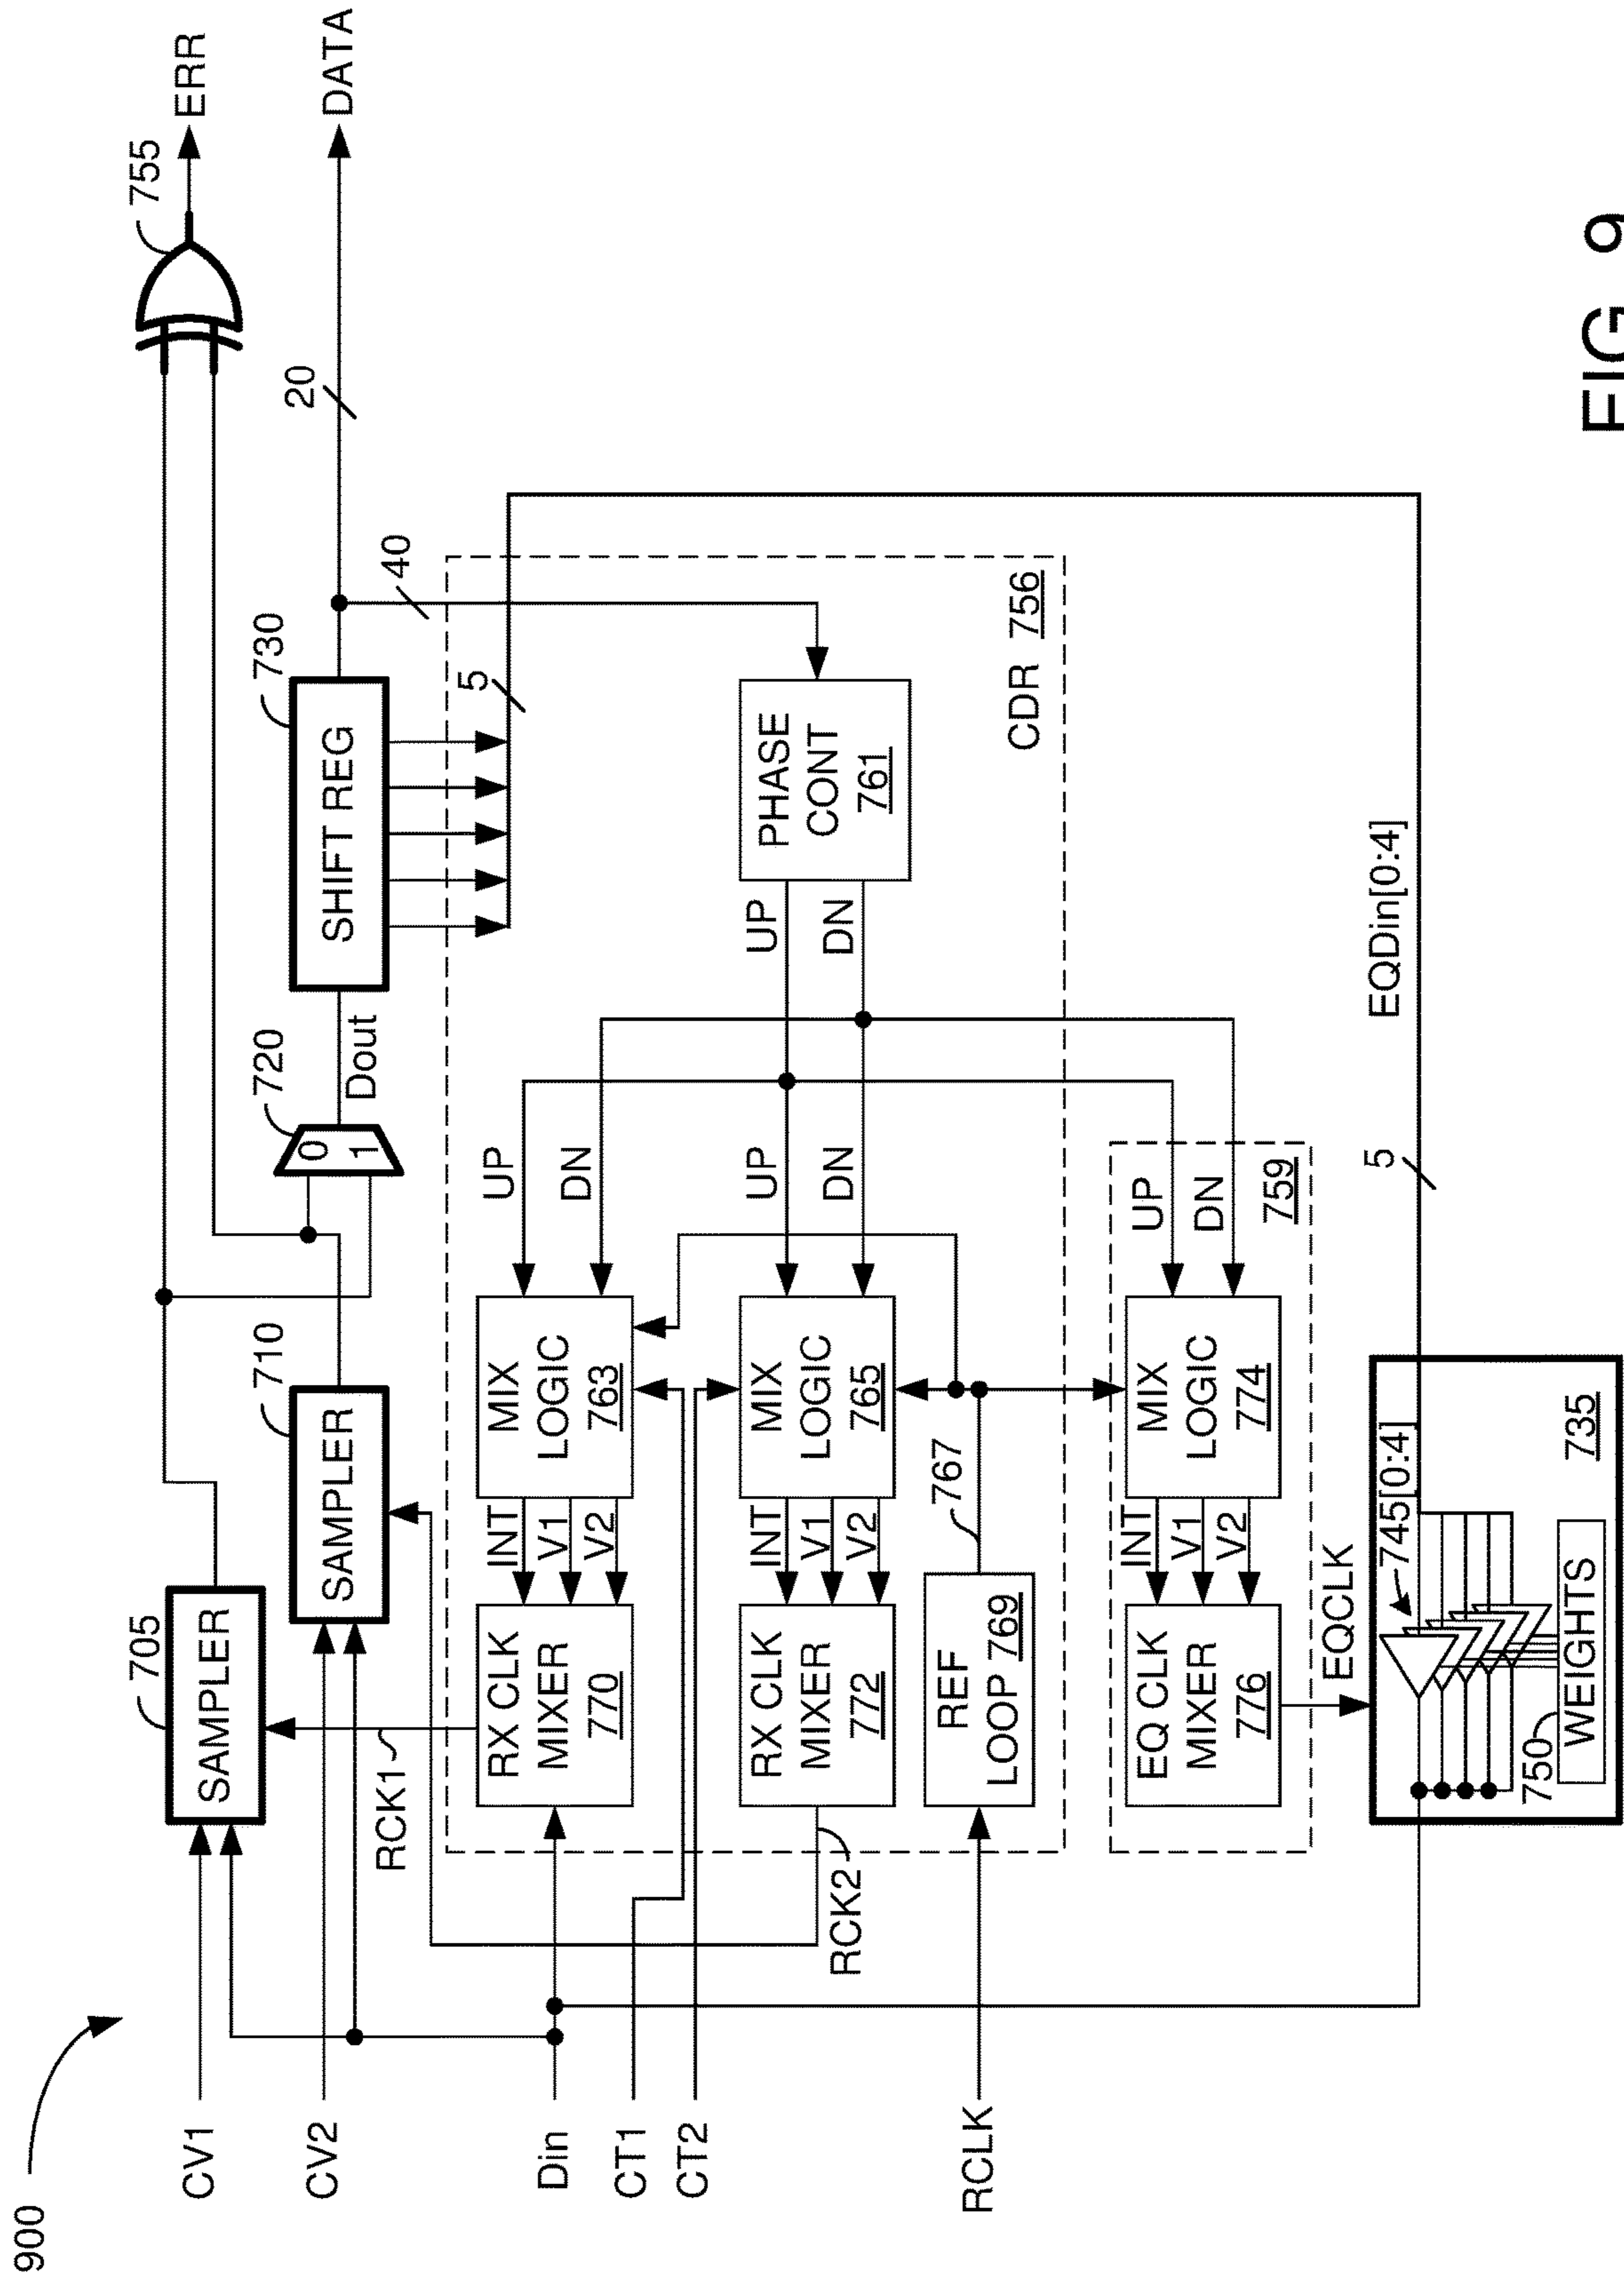 900
CV1
CV2
Din
CT1
CT2
RCLK
705
SAMPLER
710
SAMPLER
RCK1
RCK2
720
0
1
Dout
730
SHIFT REG
755
ERR
20
DATA
40
5
RX CLK
MIXER
770
INT
V1
V2
MIX
LOGIC
763
UP
DN
RX CLK
MIXER
772
INT
V1
V2
MIX
LOGIC
765
UP
DN
UP
DN
PHASE
CONT
761
CDR 756
REF
LOOP 769
767
EQ CLK
MIXER
776
INT
V1
V2
MIX
LOGIC
774
UP
DN
759
EQCLK
745[0:4]
750
WEIGHTS
735
5
EQDin[0:4]
FIG. 9